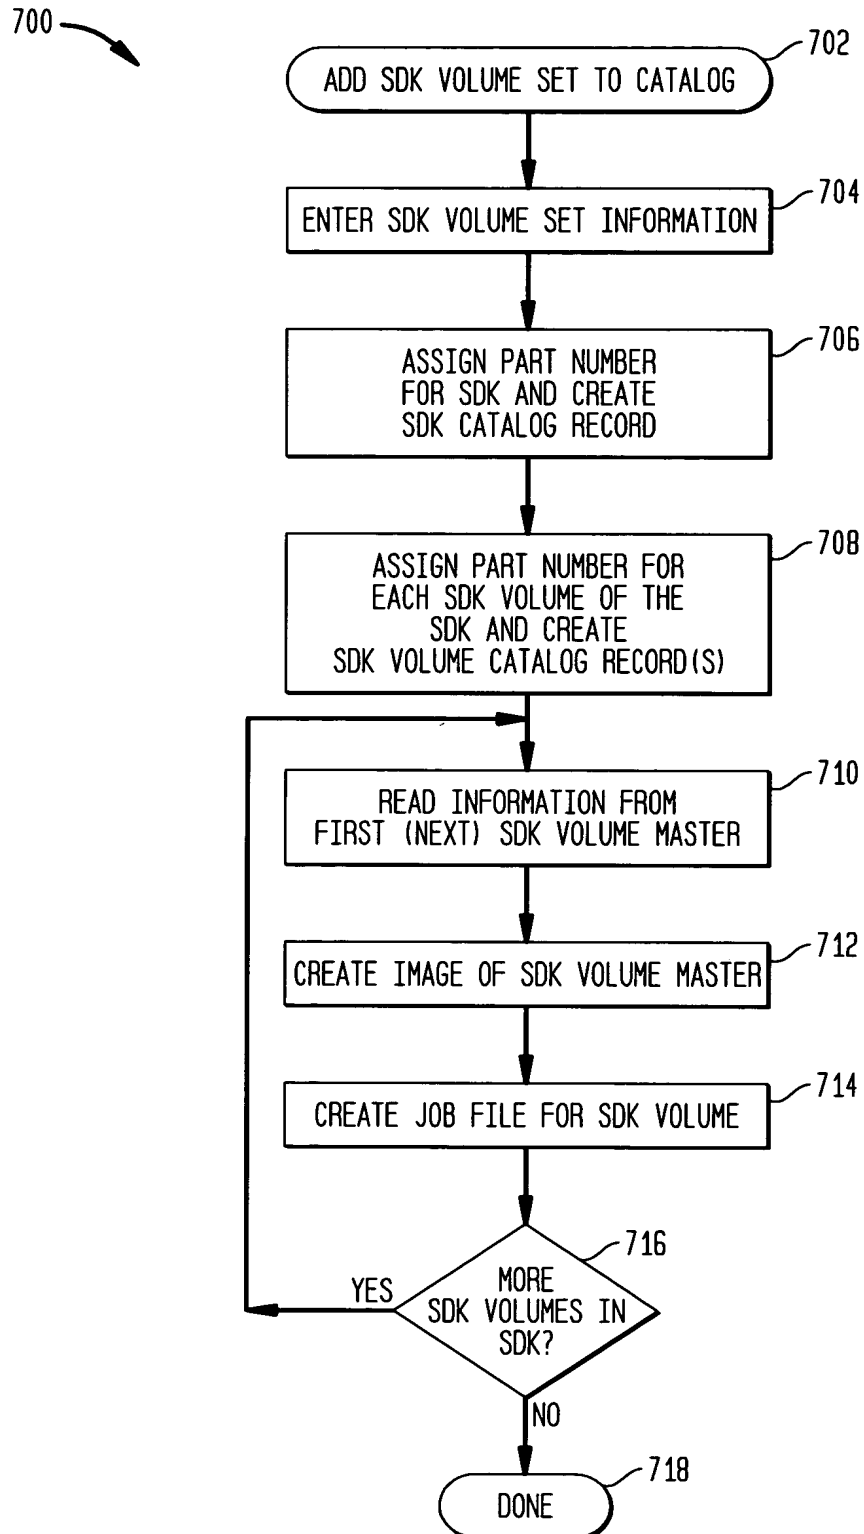 700
702
ADD SDK VOLUME SET TO CATALOG
704
ENTER SDK VOLUME SET INFORMATION
706
ASSIGN PART NUMBER
FOR SDK AND CREATE
SDK CATALOG RECORD
708
ASSIGN PART NUMBER FOR
EACH SDK VOLUME OF THE
SDK AND CREATE
SDK VOLUME CATALOG RECORD(S)
710
READ INFORMATION FROM
FIRST (NEXT) SDK VOLUME MASTER
712
CREATE IMAGE OF SDK VOLUME MASTER
714
CREATE JOB FILE FOR SDK VOLUME
716
YES
MORE
SDK VOLUMES IN
SDK?
NO
718
DONE